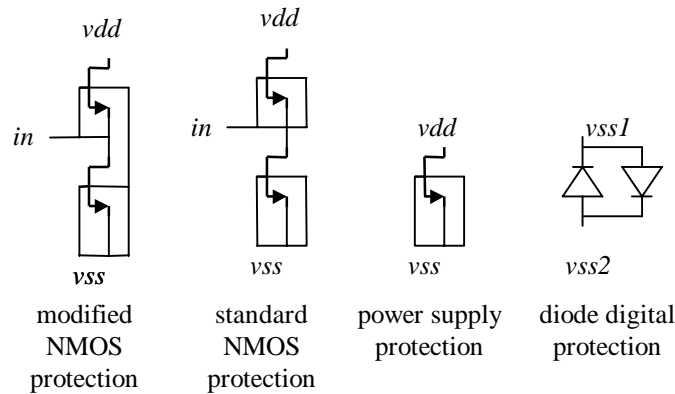 vdd
in
vss
modified
NMOS
protection
vdd
in
vss
standard
NMOS
protection
vdd
vss
power supply
protection
vss1
vss2
diode digital
protection